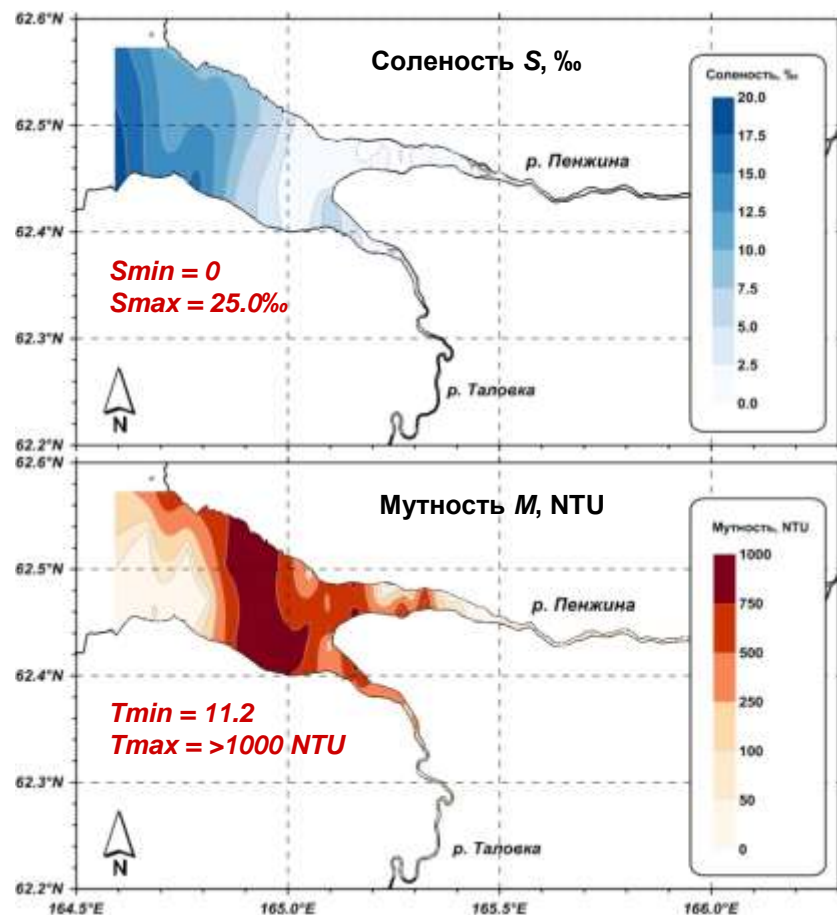 62.6°N
Соленость S, ‰
Соленость, ‰
20.0
17.5
15.0
12.5
10.0
7.5
5.0
2.5
0.0
62.5°N
р. Пенжина
62.4°N
Smin = 0
Smax = 25.0‰
62.3°N
р. Таловка
N
62.2°N
62.6°N
Мутность M, NTU
Мутность, NTU
1000
750
500
250
100
50
0
62.5°N
р. Пенжина
62.4°N
Tmin = 11.2
Tmax = >1000 NTU
62.3°N
р. Таловка
N
62.2°N
164.5°E 165.0°E 165.5°E 166.0°E